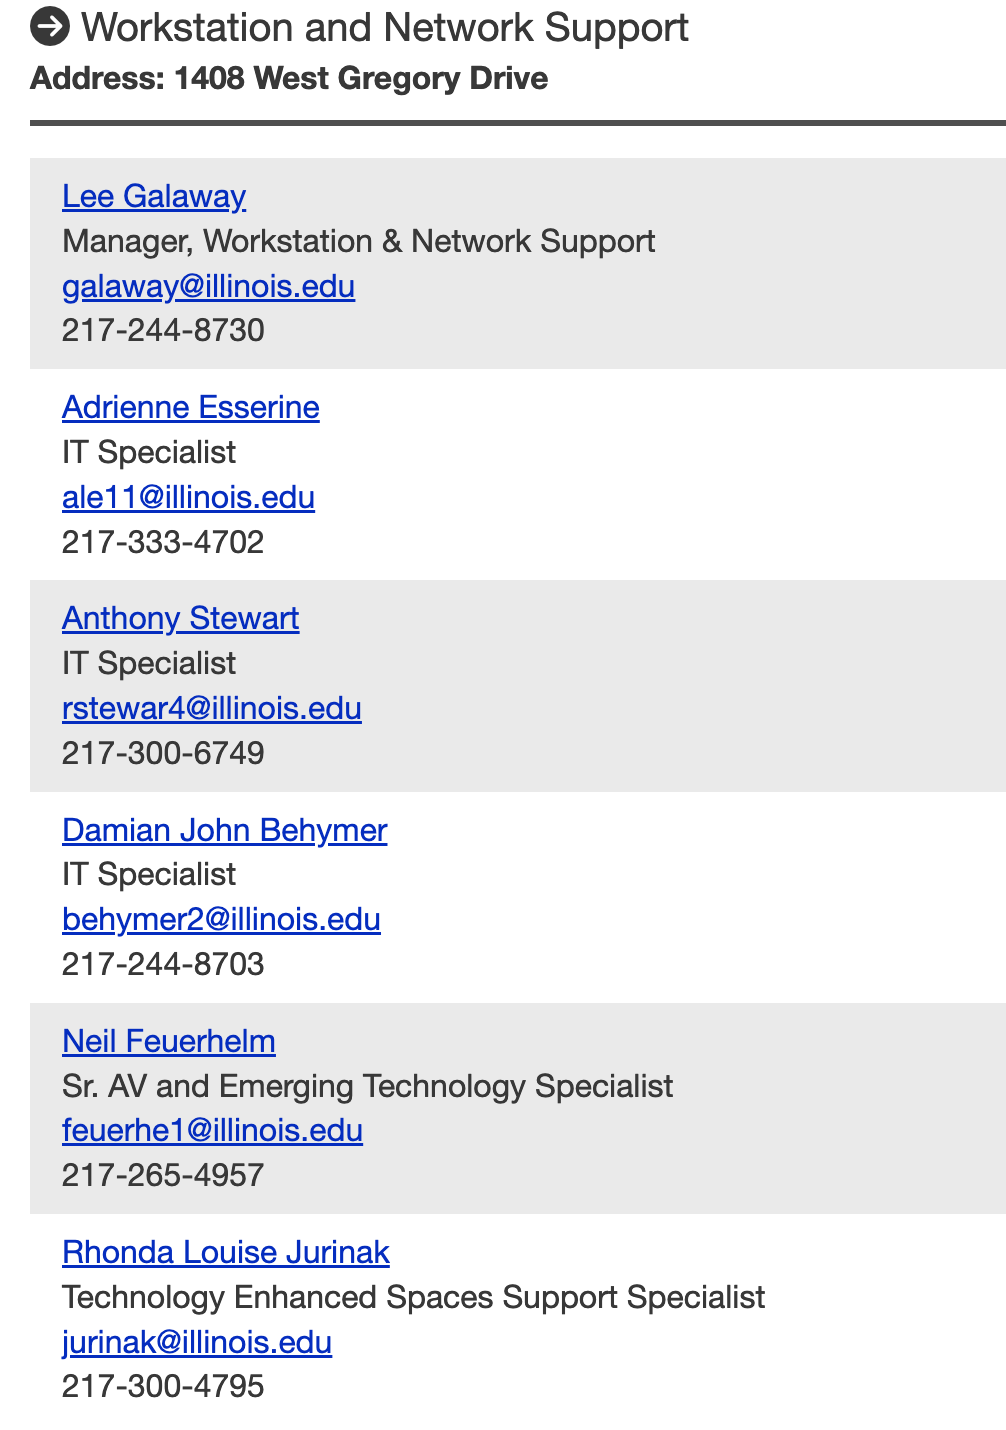 Workstation and Network Support
Address: 1408 West Gregory Drive
Lee Galaway
Manager, Workstation & Network Support
galaway@illinois.edu
217-244-8730
Adrienne Esserine
IT Specialist
ale11@illinois.edu
217-333-4702
Anthony Stewart
IT Specialist
rstewar4@illinois.edu
217-300-6749
Damian John Behymer
IT Specialist
behymer2@illinois.edu
217-244-8703
Neil Feuerhelm
Sr. AV and Emerging Technology Specialist
feuerhe1@illinois.edu
217-265-4957
Rhonda Louise Jurinak
Technology Enhanced Spaces Support Specialist
jurinak@illinois.edu
217-300-4795